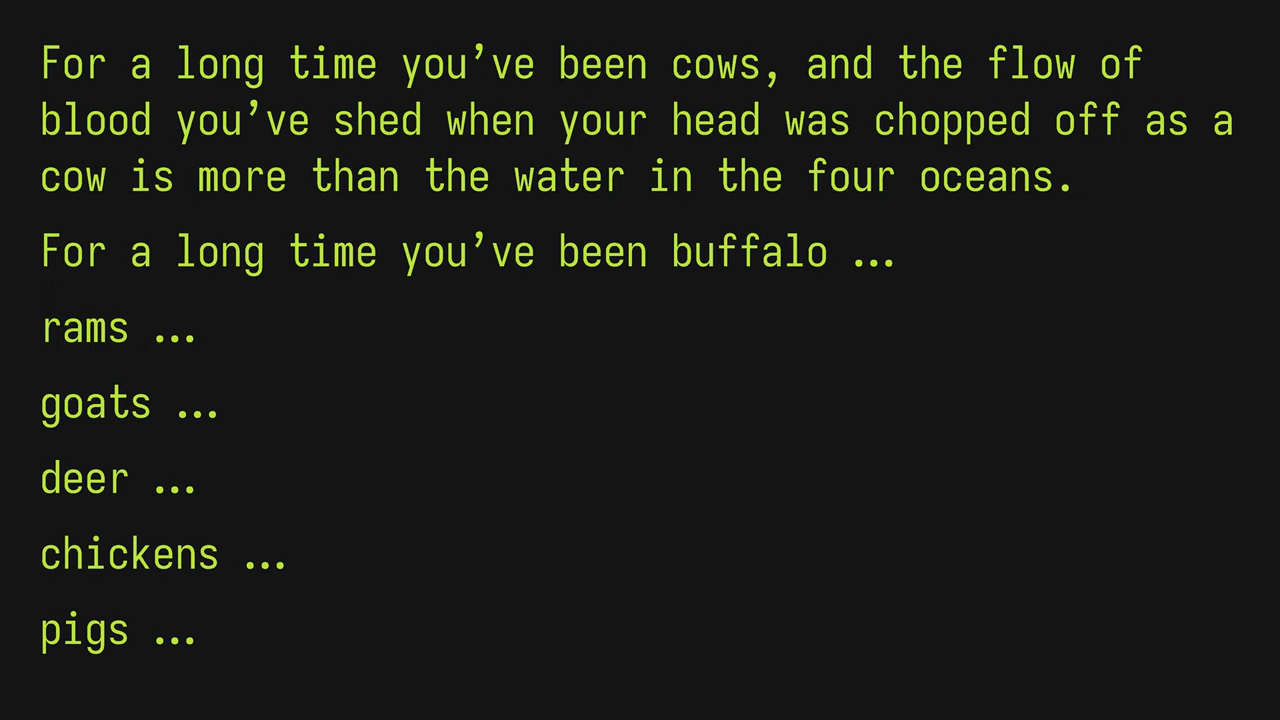 For a long time you’ve been cows, and the flow of
blood you’ve shed when your head was chopped off as a
cow is more than the water in the four oceans.
For a long time you’ve been buffalo …
rams …
goats …
deer …
chickens …
pigs …